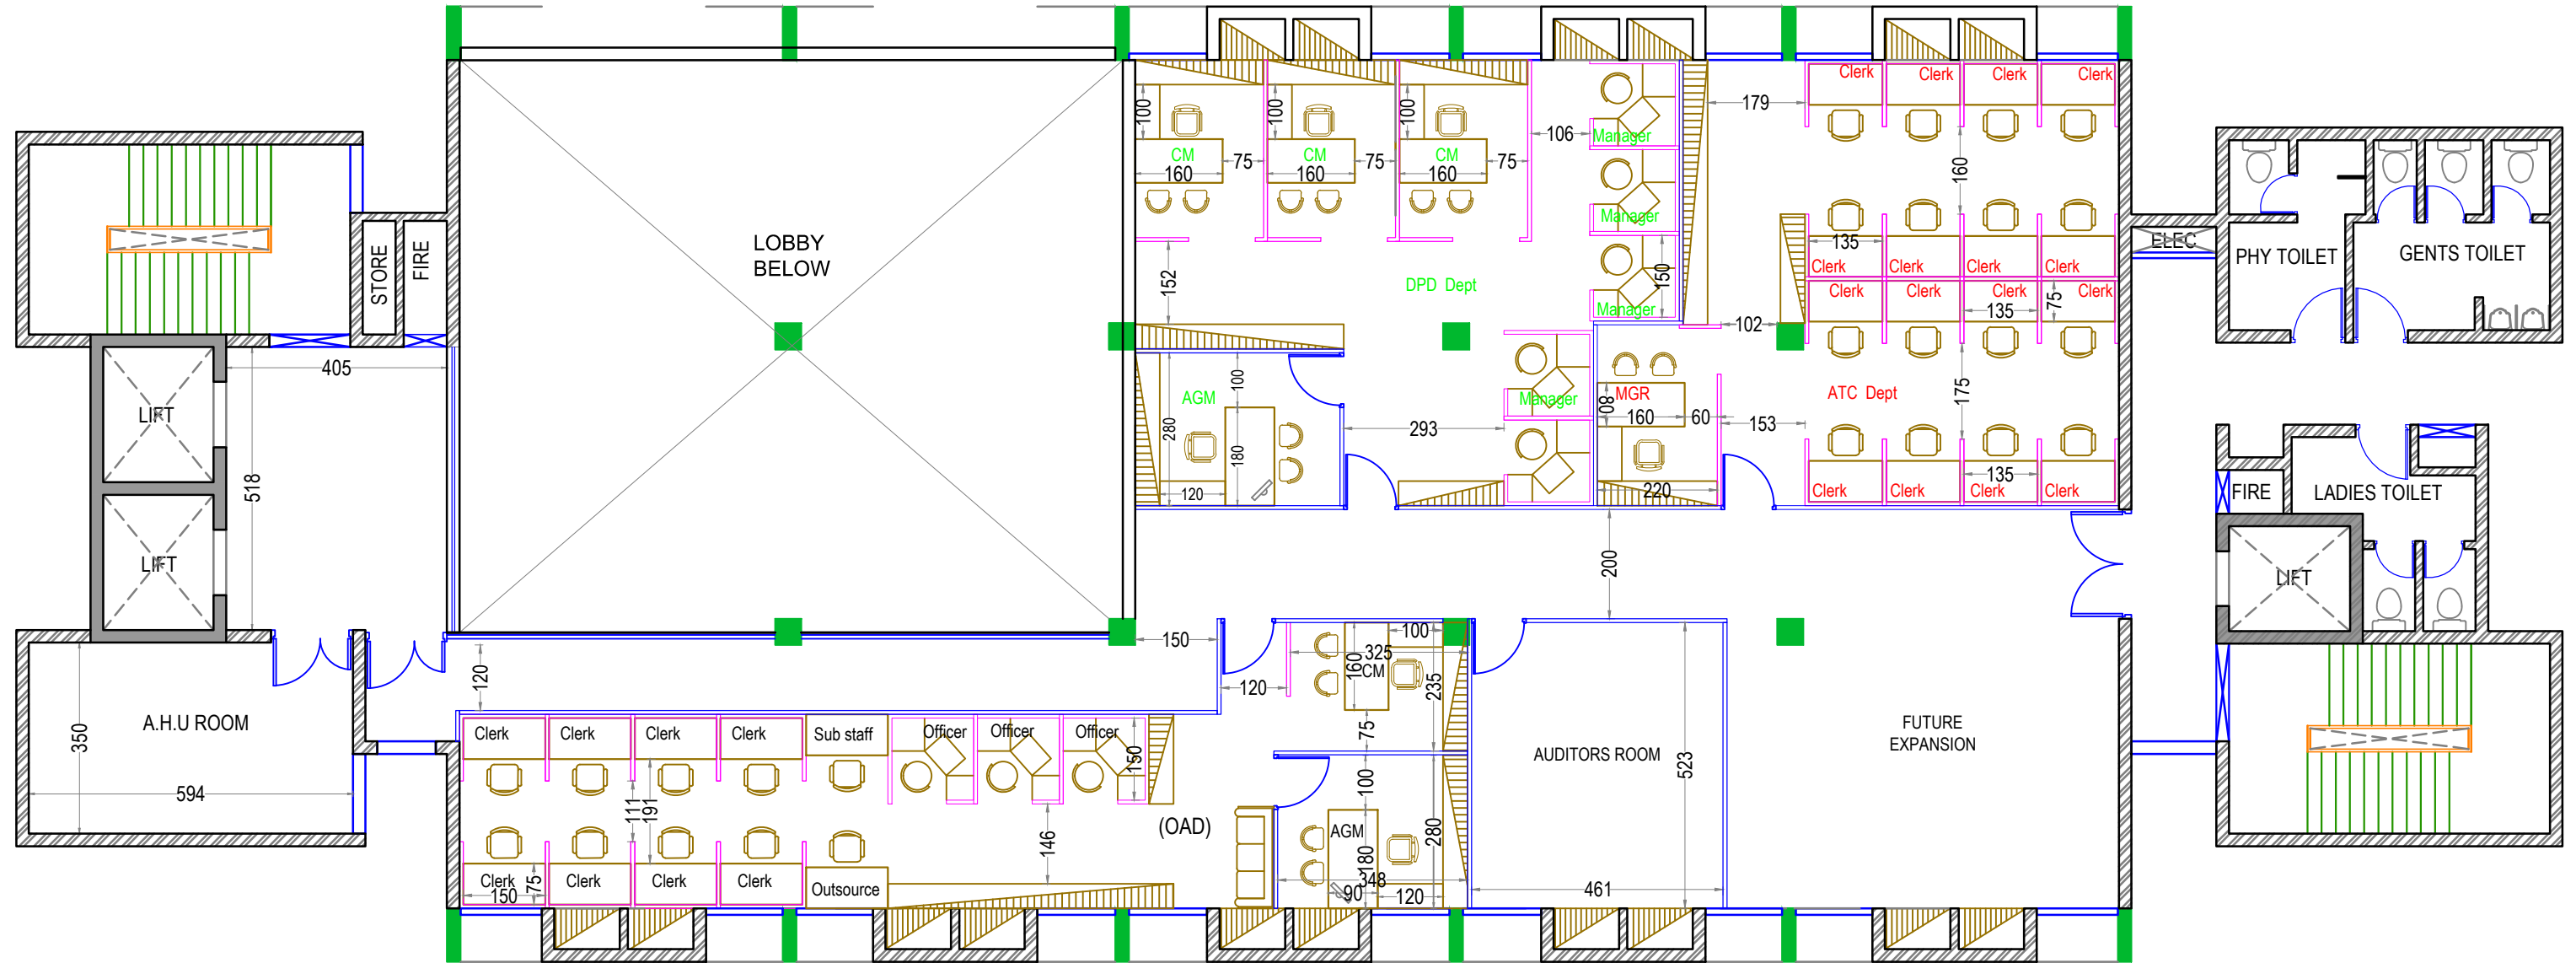 Clerk
Clerk
Clerk
Clerk
100
100
100
179
106
Manager
CM
CM
CM
75
75
75
160
160
160
160
Manager
LOBBY
BELOW
STORE
FIRE
135
ELEC
PHY TOILET
GENTS TOILET
Clerk
Clerk
Clerk
Clerk
152
DPD Dept
150
Manager
Clerk
Clerk
Clerk
Clerk
135
75
102
405
LIFT
AGM
100
280
180
120
293
Manager
MGR
80
160
60
153
ATC Dept
175
518
220
135
Clerk
Clerk
Clerk
Clerk
FIRE
LADIES TOILET
LIFT
200
LIFT
120
150
120
100
325
160
CM
235
75
A.H.U ROOM
350
594
Clerk
Clerk
Clerk
Clerk
Sub staff
Officer
Officer
Officer
150
AUDITORS ROOM
523
FUTURE
EXPANSION
111
191
146
(OAD)
100
AGM
180
280
348
90
120
461
Clerk
150
75
Clerk
Clerk
Clerk
Outsource